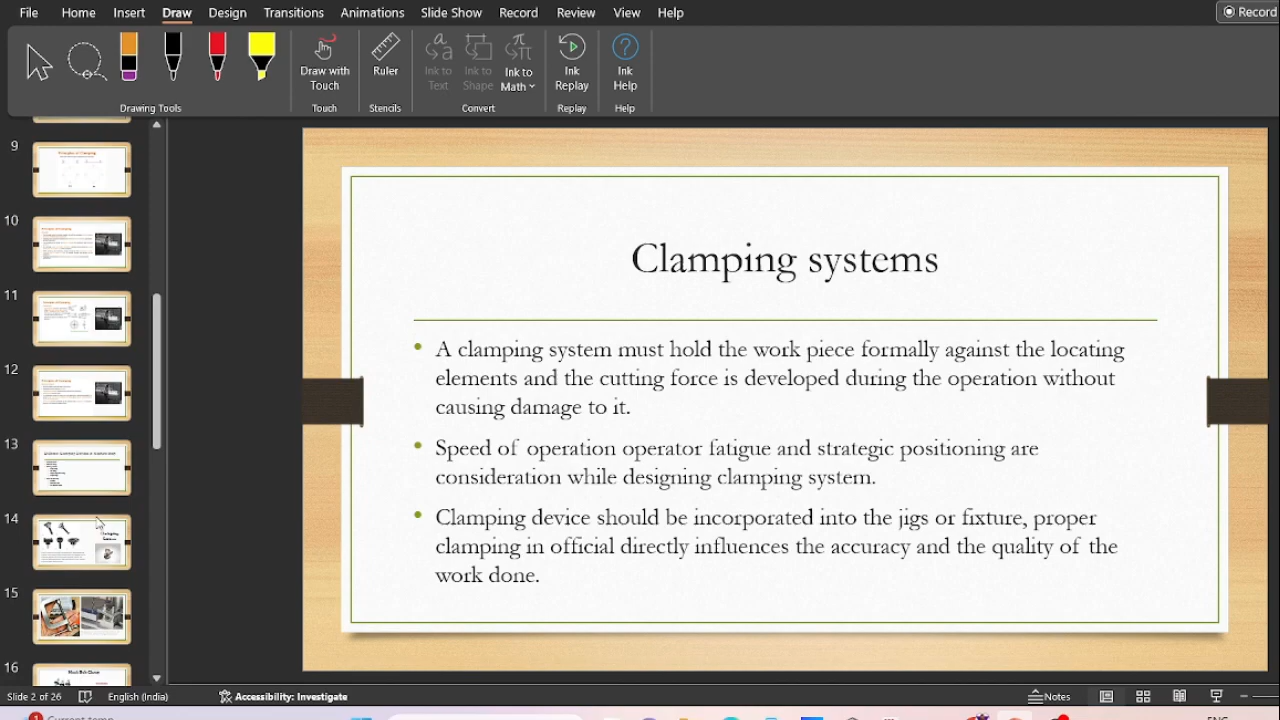 File Home Insert Draw Design Transitions Animations Slide Show Record Review View Help Record
Draw with Touch
Ruler
Ink to Text
Ink to Shape
Ink to Math
Ink Replay
Ink Help
Drawing Tools Touch Stencils Convert Replay Help
9
10
11
12
13
14
15
16
Clamping systems
• A clamping system must hold the work piece formally against the locating
elements and the cutting force is developed during the operation without
causing damage to it.
• Speed of operation operator fatigue and strategic positioning are
consideration while designing clamping system.
• Clamping device should be incorporated into the jigs or fixture, proper
clamping in official directly influences the accuracy and the quality of the
work done.
Slide 2 of 26 English (India) Accessibility: Investigate Notes